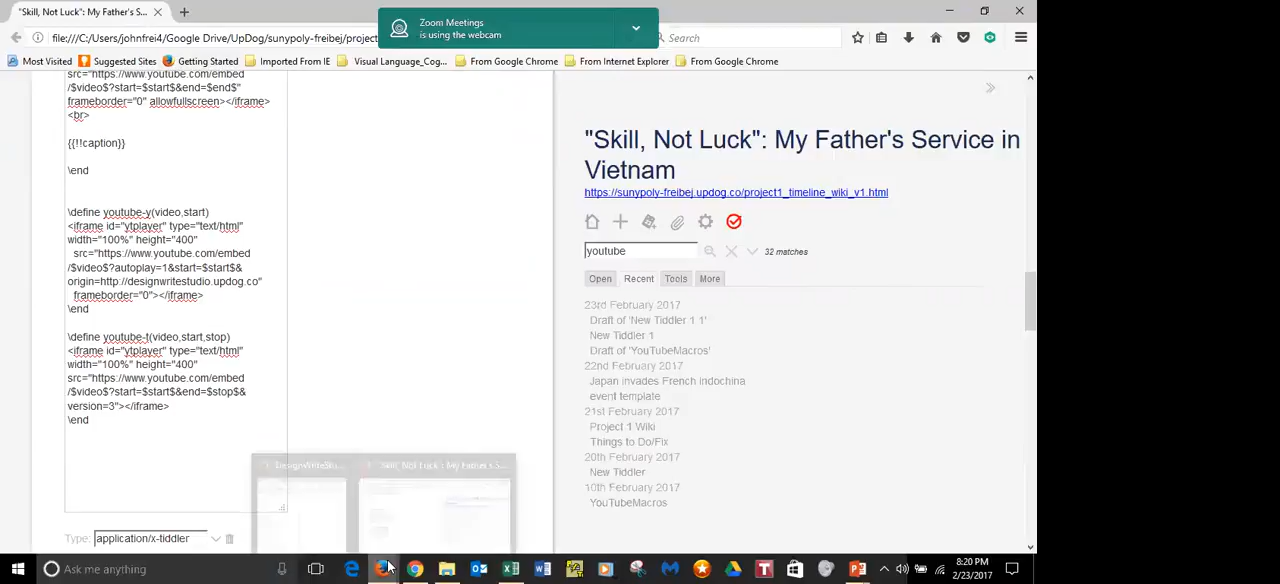 "Skill, Not Luck": My Father's S...
Zoom Meetings
is using the webcam
file:///C:/Users/johnfrei4/Google Drive/UpDog/sunypoly-freibej/project
Search
Most Visited
Suggested Sites
Getting Started
Imported From IE
Visual Language_Cog...
From Google Chrome
From Internet Explorer
From Google Chrome
src="https://www.youtube.com/embed
/$video$?start=$start$&end=$end$"
frameborder="0" allowfullscreen></iframe>
<br>
{{!!caption}}
\end
\define youtube-y(video,start)
<iframe id="ytplayer" type="text/html"
width="100%" height="400"
src="https://www.youtube.com/embed
/$video$?autoplay=1&start=$start$&
origin=http://designwritestudio.updog.co"
frameborder="0"></iframe>
\end
\define youtube-t(video,start,stop)
<iframe id="ytplayer" type="text/html"
width="100%" height="400"
src="https://www.youtube.com/embed
/$video$?start=$start$&end=$stop$&
version=3"></iframe>
\end
Type: application/x-tiddler
"Skill, Not Luck": My Father's Service in
Vietnam
https://sunypoly-freibej.updog.co/project1_timeline_wiki_v1.html
youtube
32 matches
Open
Recent
Tools
More
23rd February 2017
Draft of 'New Tiddler 1 1'
New Tiddler 1
Draft of 'YouTubeMacros'
22nd February 2017
Japan invades French Indochina
event template
21st February 2017
Project 1 Wiki
Things to Do/Fix
20th February 2017
New Tiddler
10th February 2017
YouTubeMacros
DesignWriteStu...
"Skill, Not Luck": My Father's S...
Ask me anything
8:20 PM
2/23/2017